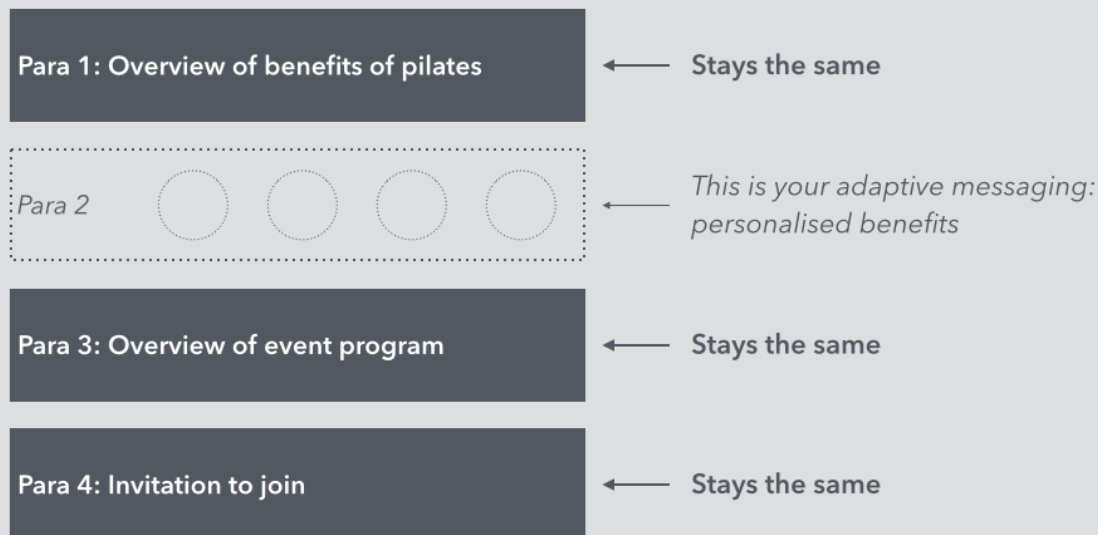 Para 1: Overview of benefits of pilates
Stays the same
Para 2
This is your adaptive messaging:
personalised benefits
Para 3: Overview of event program
Stays the same
Para 4: Invitation to join
Stays the same